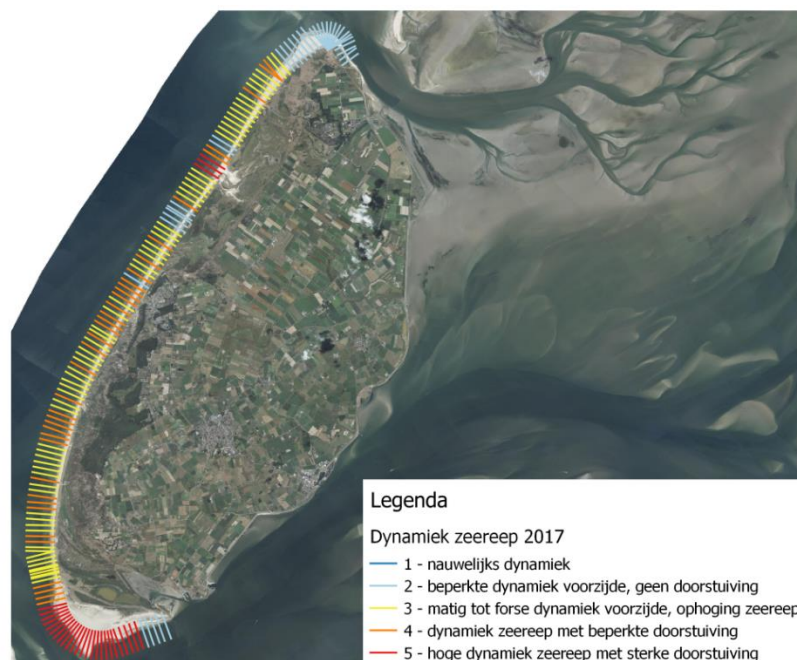 Legenda
Dynamiek zeereep 2017
1 - nauwelijks dynamiek
2 - beperkte dynamiek voorzijde, geen doorstuiving
3 - matig tot forse dynamiek voorzijde, ophoging zeereep
4 - dynamiek zeereep met beperkte doorstuiving
5 - hoge dynamiek zeereep met sterke doorstuiving